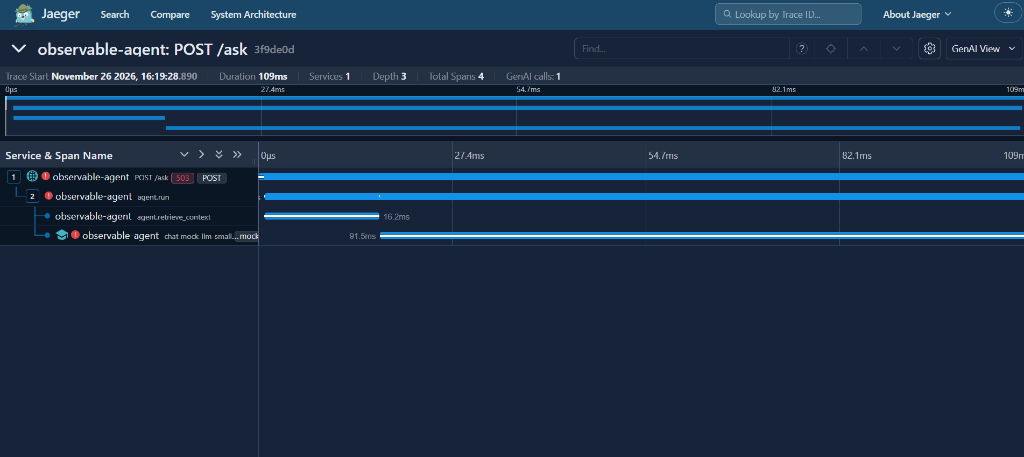 Jaeger Search Compare System Architecture Lookup by Trace ID... About Jaeger
observable-agent: POST /ask 3f9de0d Find... ? GenAI View
Trace Start November 26 2026, 16:19:28.890 Duration 109ms Services 1 Depth 3 Total Spans 4 GenAI calls: 1
0μs 27.4ms 54.7ms 82.1ms 109m
Service & Span Name 0μs 27.4ms 54.7ms 82.1ms 109m
1 observable-agent POST /ask 503 POST
2 observable-agent agent.run
observable-agent agent.retrieve_context 16.2ms
observable-agent chat mock-llm-small... mock 91.5ms